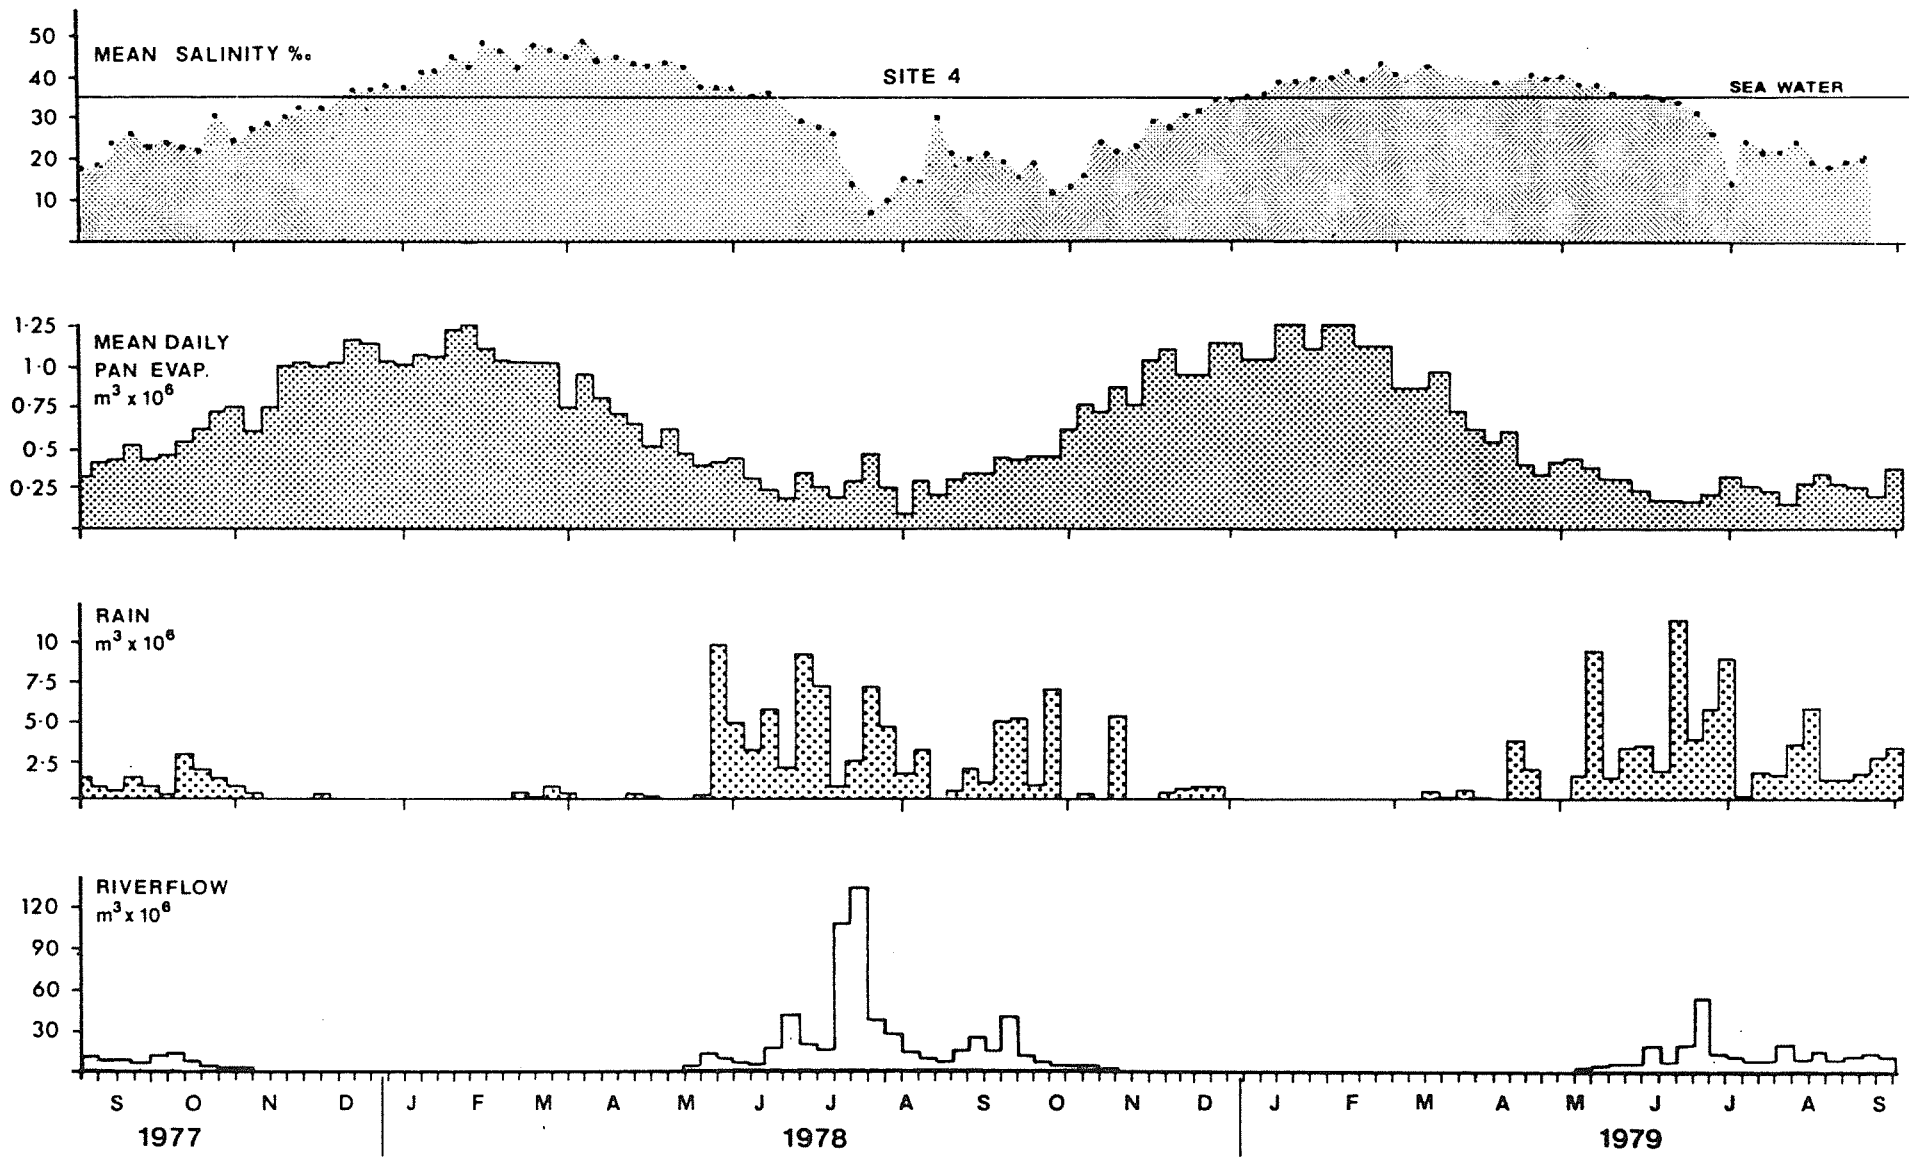 50
40
30
20
10
MEAN SALINITY ‰
SITE 4
SEA WATER
1·25
1·0
0·75
0·5
0·25
MEAN DAILY
PAN EVAP.
m³ x 10⁶
10
7·5
5·0
2·5
RAIN
m³ x 10⁶
120
90
60
30
RIVERFLOW
m³ x 10⁶
S O N D J F M A M J J A S O N D J F M A M J J A S
1977 1978 1979